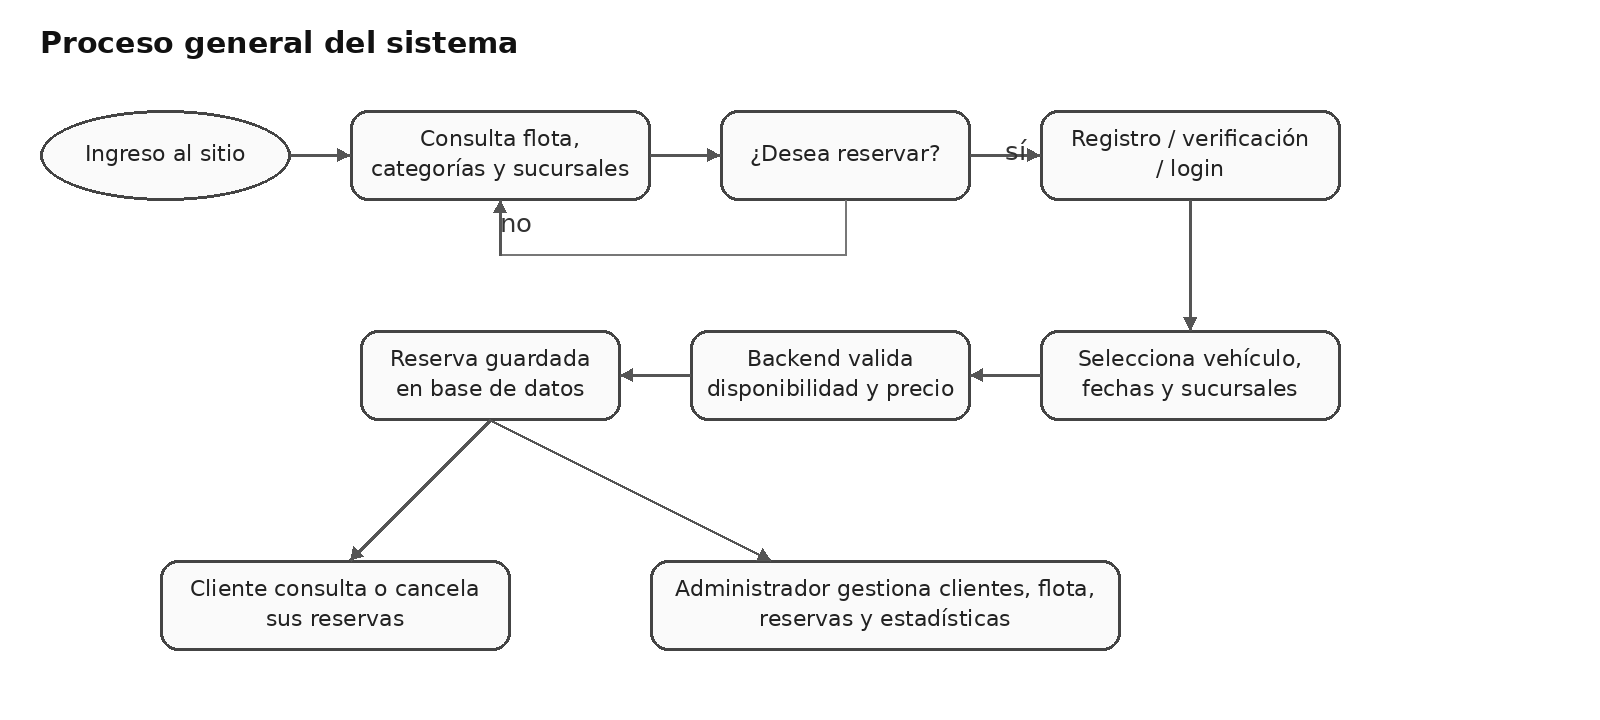 Proceso general del sistema
Ingreso al sitio
Consulta flota,
categorías y sucursales
¿Desea reservar?
sí
Registro / verificación
/ login
no
Reserva guardada
en base de datos
Backend valida
disponibilidad y precio
Selecciona vehículo,
fechas y sucursales
Cliente consulta o cancela
sus reservas
Administrador gestiona clientes, flota,
reservas y estadísticas